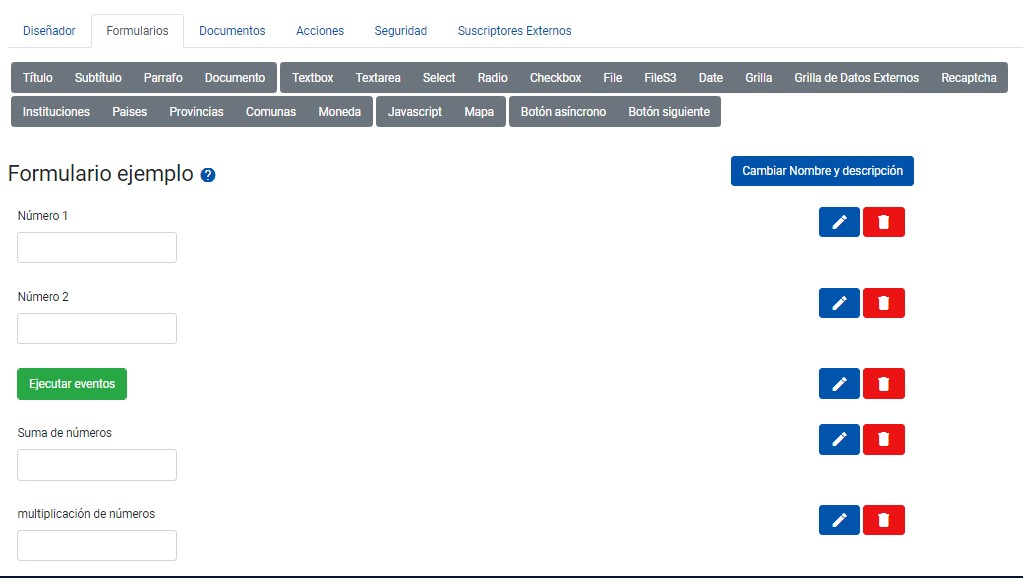 Diseñador Formularios Documentos Acciones Seguridad Suscriptores Externos
Título Subtítulo Parrafo Documento Textbox Textarea Select Radio Checkbox File FileS3 Date Grilla Grilla de Datos Externos Recaptcha
Instituciones Paises Provincias Comunas Moneda Javascript Mapa Botón asíncrono Botón siguiente
Formulario ejemplo ? Cambiar Nombre y descripción
Número 1
Número 2
Ejecutar eventos
Suma de números
multiplicación de números